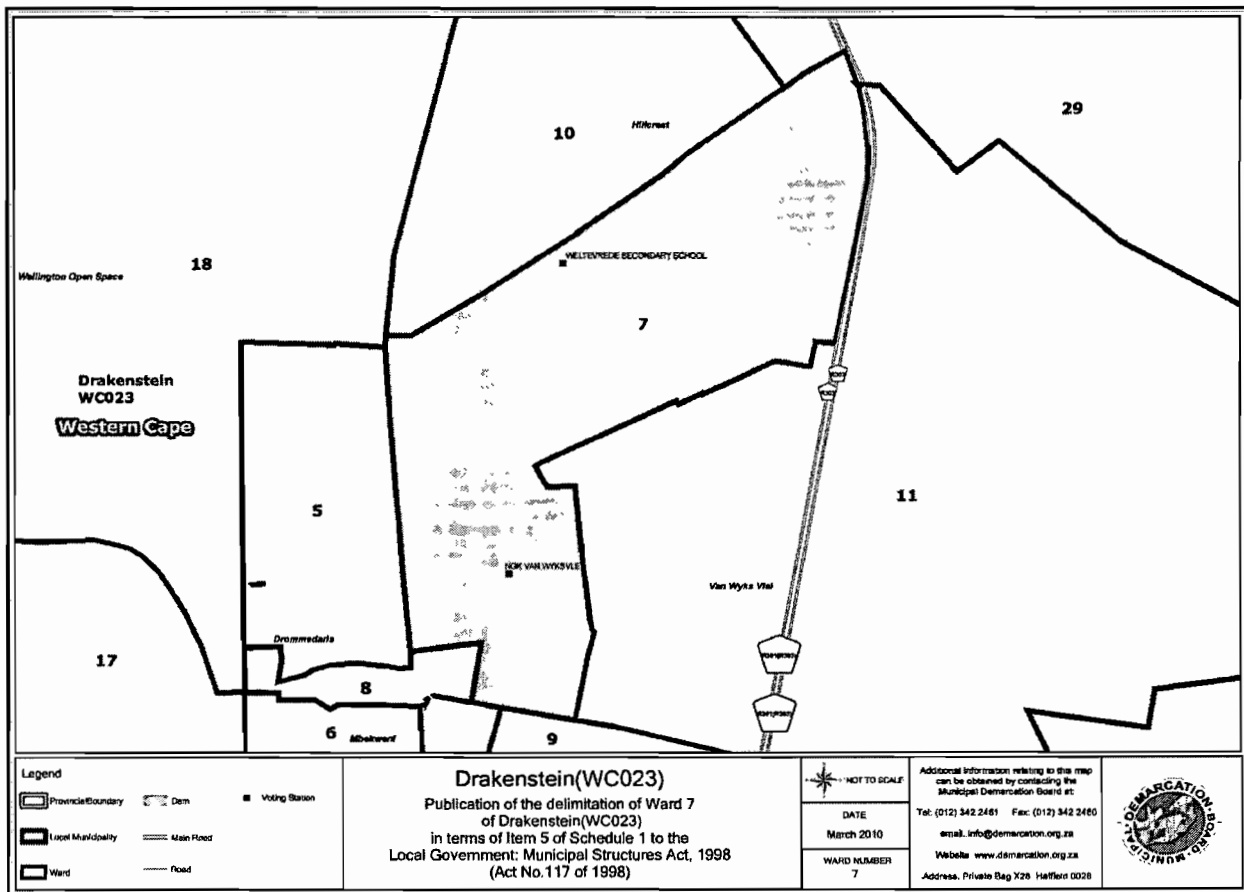 29
10
Hillcrest
WELTEVREDE SECONDARY SCHOOL
18
Wellington Open Space
7
Drakenstein
WC023
Western Cape
5
11
NGK VAN WYKSVLE
Van Wyks Vlei
Drommedaris
17
8
6
Mbekweni
9
Legend
Provincial Boundary
Dam
Voting Station
Local Municipality
Main Road
Ward
Road
Drakenstein(WC023)
Publication of the delimitation of Ward 7
of Drakenstein(WC023)
in terms of Item 5 of Schedule 1 to the
Local Government: Municipal Structures Act, 1998
(Act No.117 of 1998)
NOT TO SCALE
DATE
March 2010
WARD NUMBER
7
Additional information relating to this map
can be obtained by contacting the
Municipal Demarcation Board at:
Tel: (012) 342 2481 Fax: (012) 342 2480
email. info@demarcation.org.za
Website www.demarcation.org.za
Address. Private Bag X28 Hatfield 0028
MUNICIPAL DEMARCATION BOARD